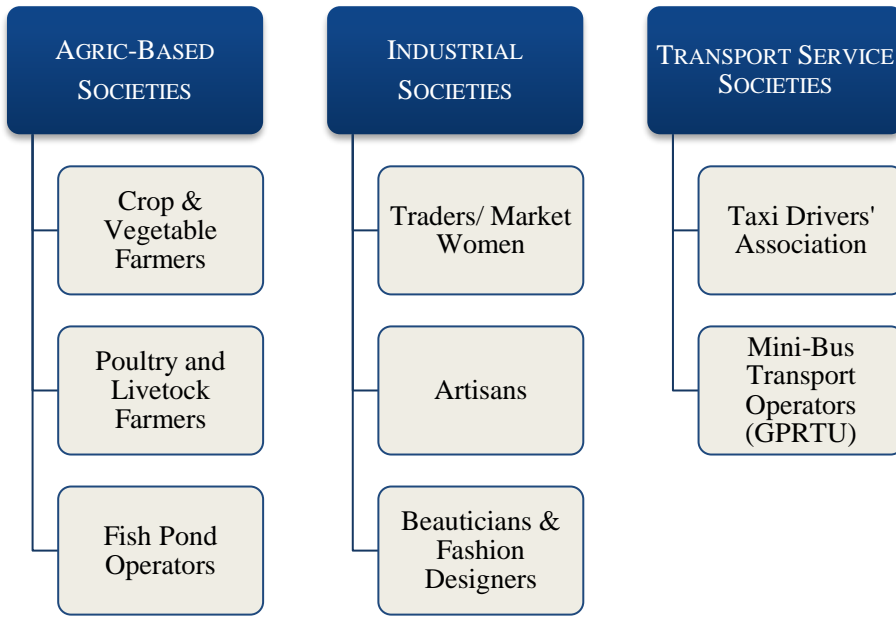 AGRIC-BASED
SOCIETIES
Crop &
Vegetable
Farmers
Poultry and
Livetock
Farmers
Fish Pond
Operators
INDUSTRIAL
SOCIETIES
Traders/ Market
Women
Artisans
Beauticians &
Fashion
Designers
TRANSPORT SERVICE
SOCIETIES
Taxi Drivers'
Association
Mini-Bus
Transport
Operators
(GPRTU)